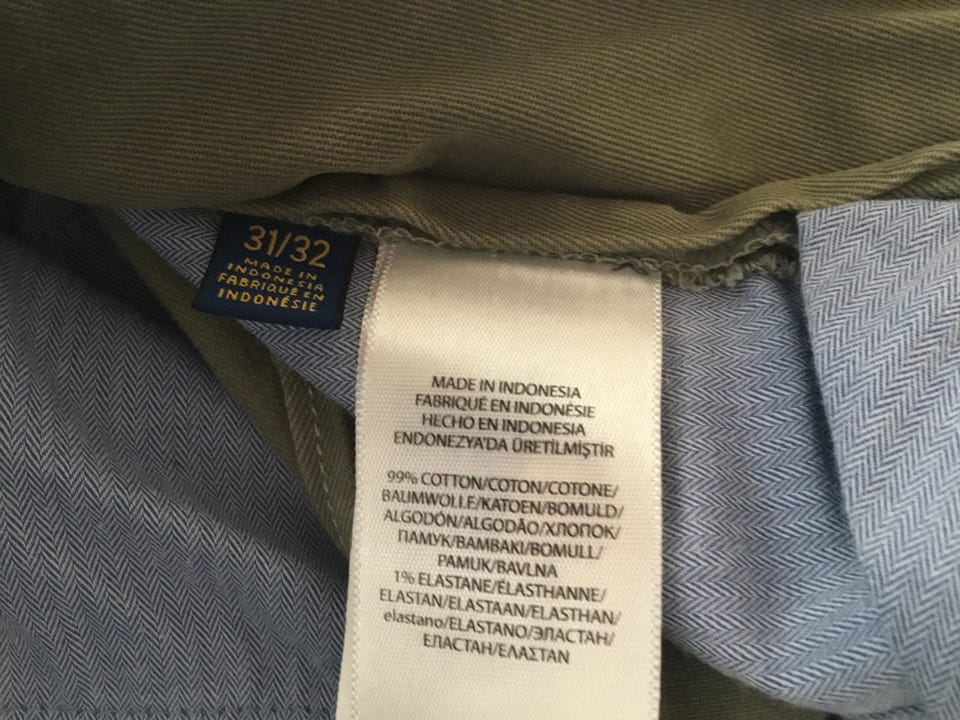 31/32
MADE IN
INDONESIA
FABRIQUÉ EN
INDONÉSIE
MADE IN INDONESIA
FABRIQUÉ EN INDONÉSIE
HECHO EN INDONESIA
ENDONEZYA'DA ÜRETİLMİŞTİR
99% COTTON/COTON/COTONE/
BAUMWOLLE/KATOEN/BOMULD/
ALGODÓN/ALGODÃO/ХЛОПОК/
ПАМУК/BAMBAKI/BOMULL/
PAMUK/BAVLNA
1% ELASTANE/ÉLASTHANNE/
ELASTAN/ELASTAAN/ELASTHAN/
elastano/ELASTANO/ЭЛАСТАН/
ЕЛАСТАН/ΕΛΑΣΤΑΝ